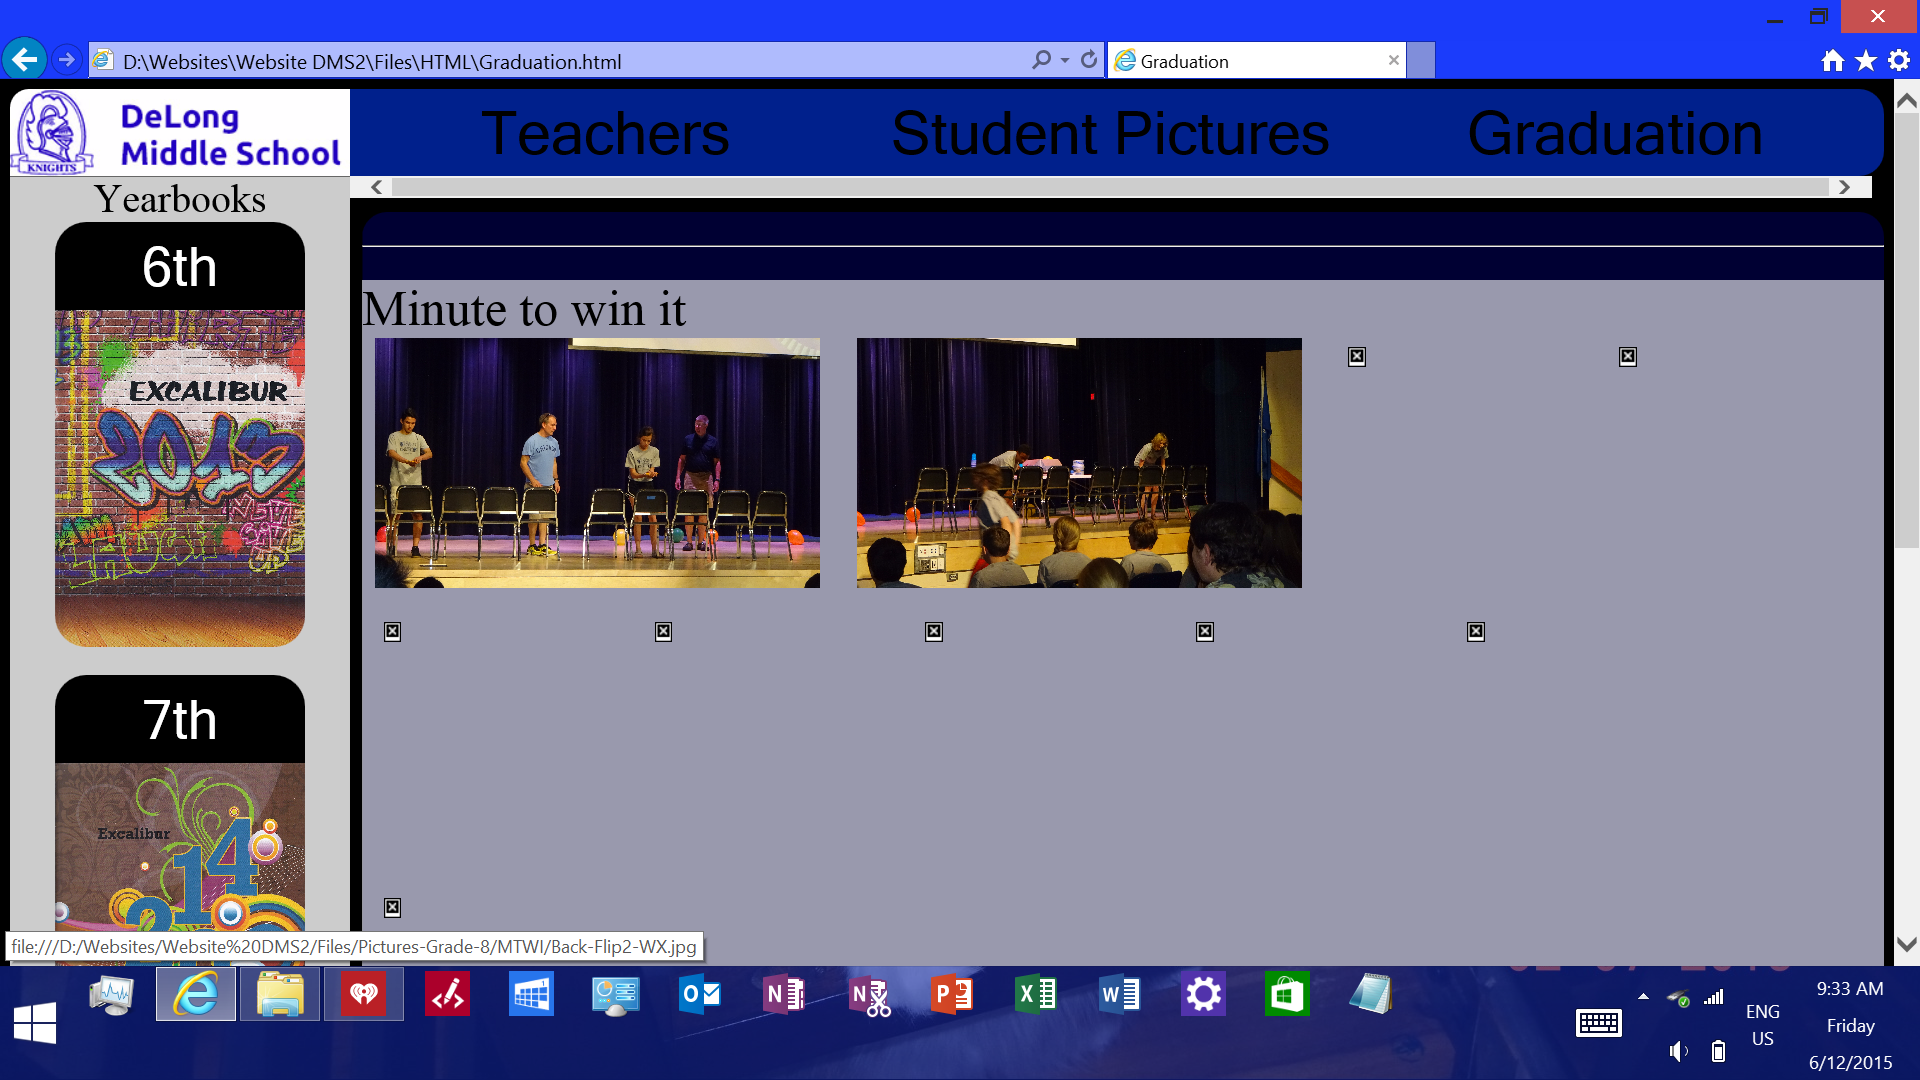 D:\Websites\Website DMS2\Files\HTML\Graduation.html
Graduation
DeLong
Middle School
KNIGHTS
Teachers
Student Pictures
Graduation
Yearbooks
6th
EXCALIBUR
2013
7th
Excalibur
Minute to win it
file:///D:/Websites/Website%20DMS2/Files/Pictures-Grade-8/MTWI/Back-Flip2-WX.jpg
ENG
US
9:33 AM
Friday
6/12/2015